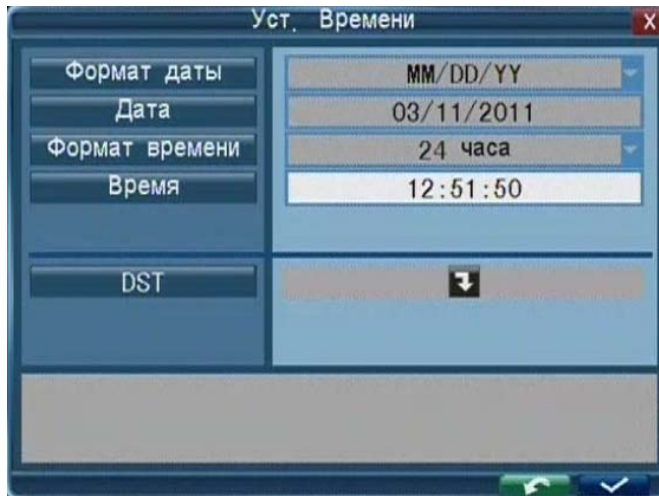 Уст. Времени
X
Формат даты MM/DD/YY
Дата 03/11/2011
Формат времени 24 часа
Время 12:51:50
DST